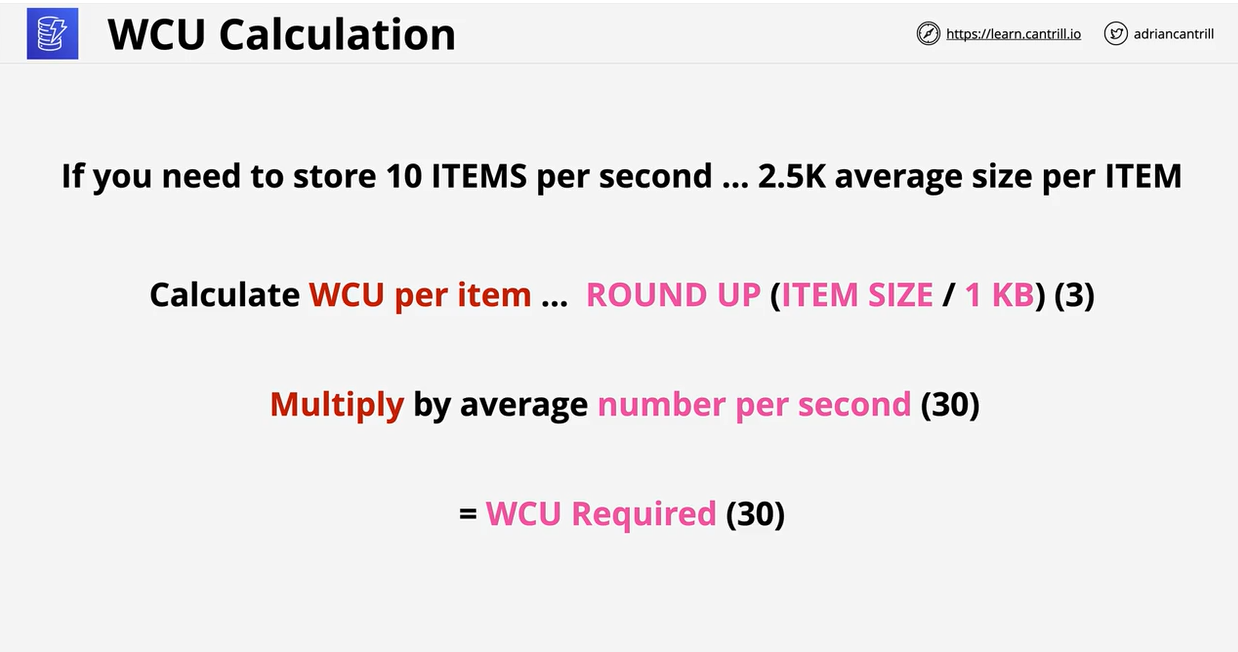 WCU Calculation
https://learn.cantrill.io
adriancantrill
If you need to store 10 ITEMS per second ... 2.5K average size per ITEM
Calculate WCU per item ... ROUND UP (ITEM SIZE / 1 KB) (3)
Multiply by average number per second (30)
= WCU Required (30)